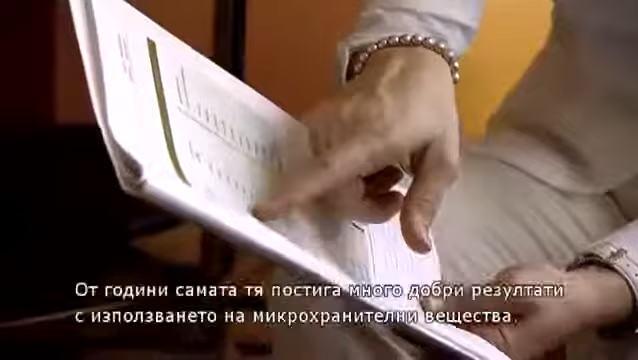 От години самата тя постига много добри резултати
с използването на микрохранителни вещества.